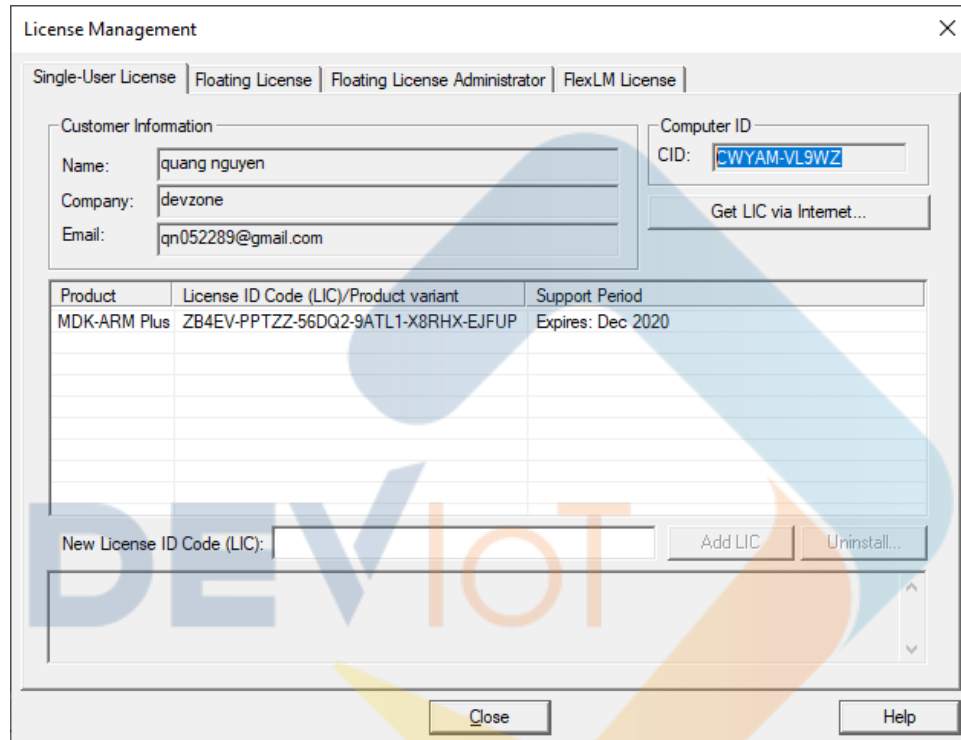 License Management
Single-User License Floating License Floating License Administrator FlexLM License
Customer Information
Name: quang nguyen
Company: devzone
Email: qn052289@gmail.com
Computer ID
CID: CWYAM-VL9WZ
Get LIC via Internet...
Product License ID Code (LIC)/Product variant Support Period
MDK-ARM Plus ZB4EV-PPTZZ-56DQ2-9ATL1-X8RHX-EJFUP Expires: Dec 2020
New License ID Code (LIC): Add LIC Uninstall...
DEVIoT
Close Help